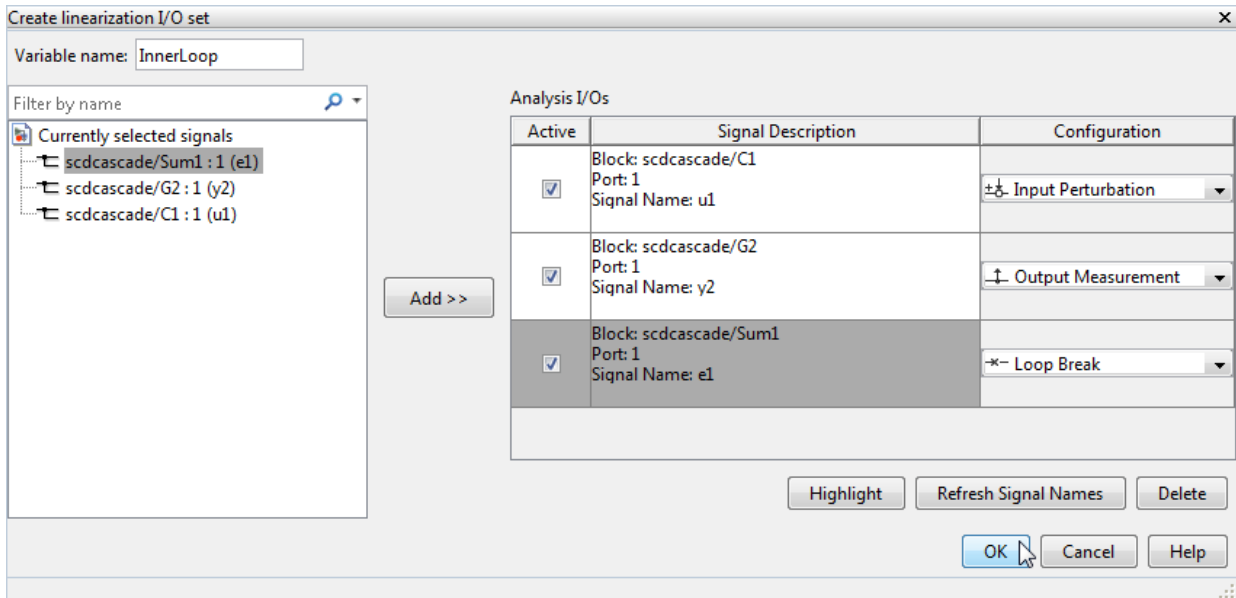 Create linearization I/O set
Variable name: InnerLoop
Filter by name
Currently selected signals
scdcascade/Sum1 : 1 (e1)
scdcascade/G2 : 1 (y2)
scdcascade/C1 : 1 (u1)
Add >>
Analysis I/Os
Active Signal Description Configuration
Block: scdcascade/C1
Port: 1
Signal Name: u1
Input Perturbation
Block: scdcascade/G2
Port: 1
Signal Name: y2
Output Measurement
Block: scdcascade/Sum1
Port: 1
Signal Name: e1
Loop Break
Highlight Refresh Signal Names Delete
OK Cancel Help